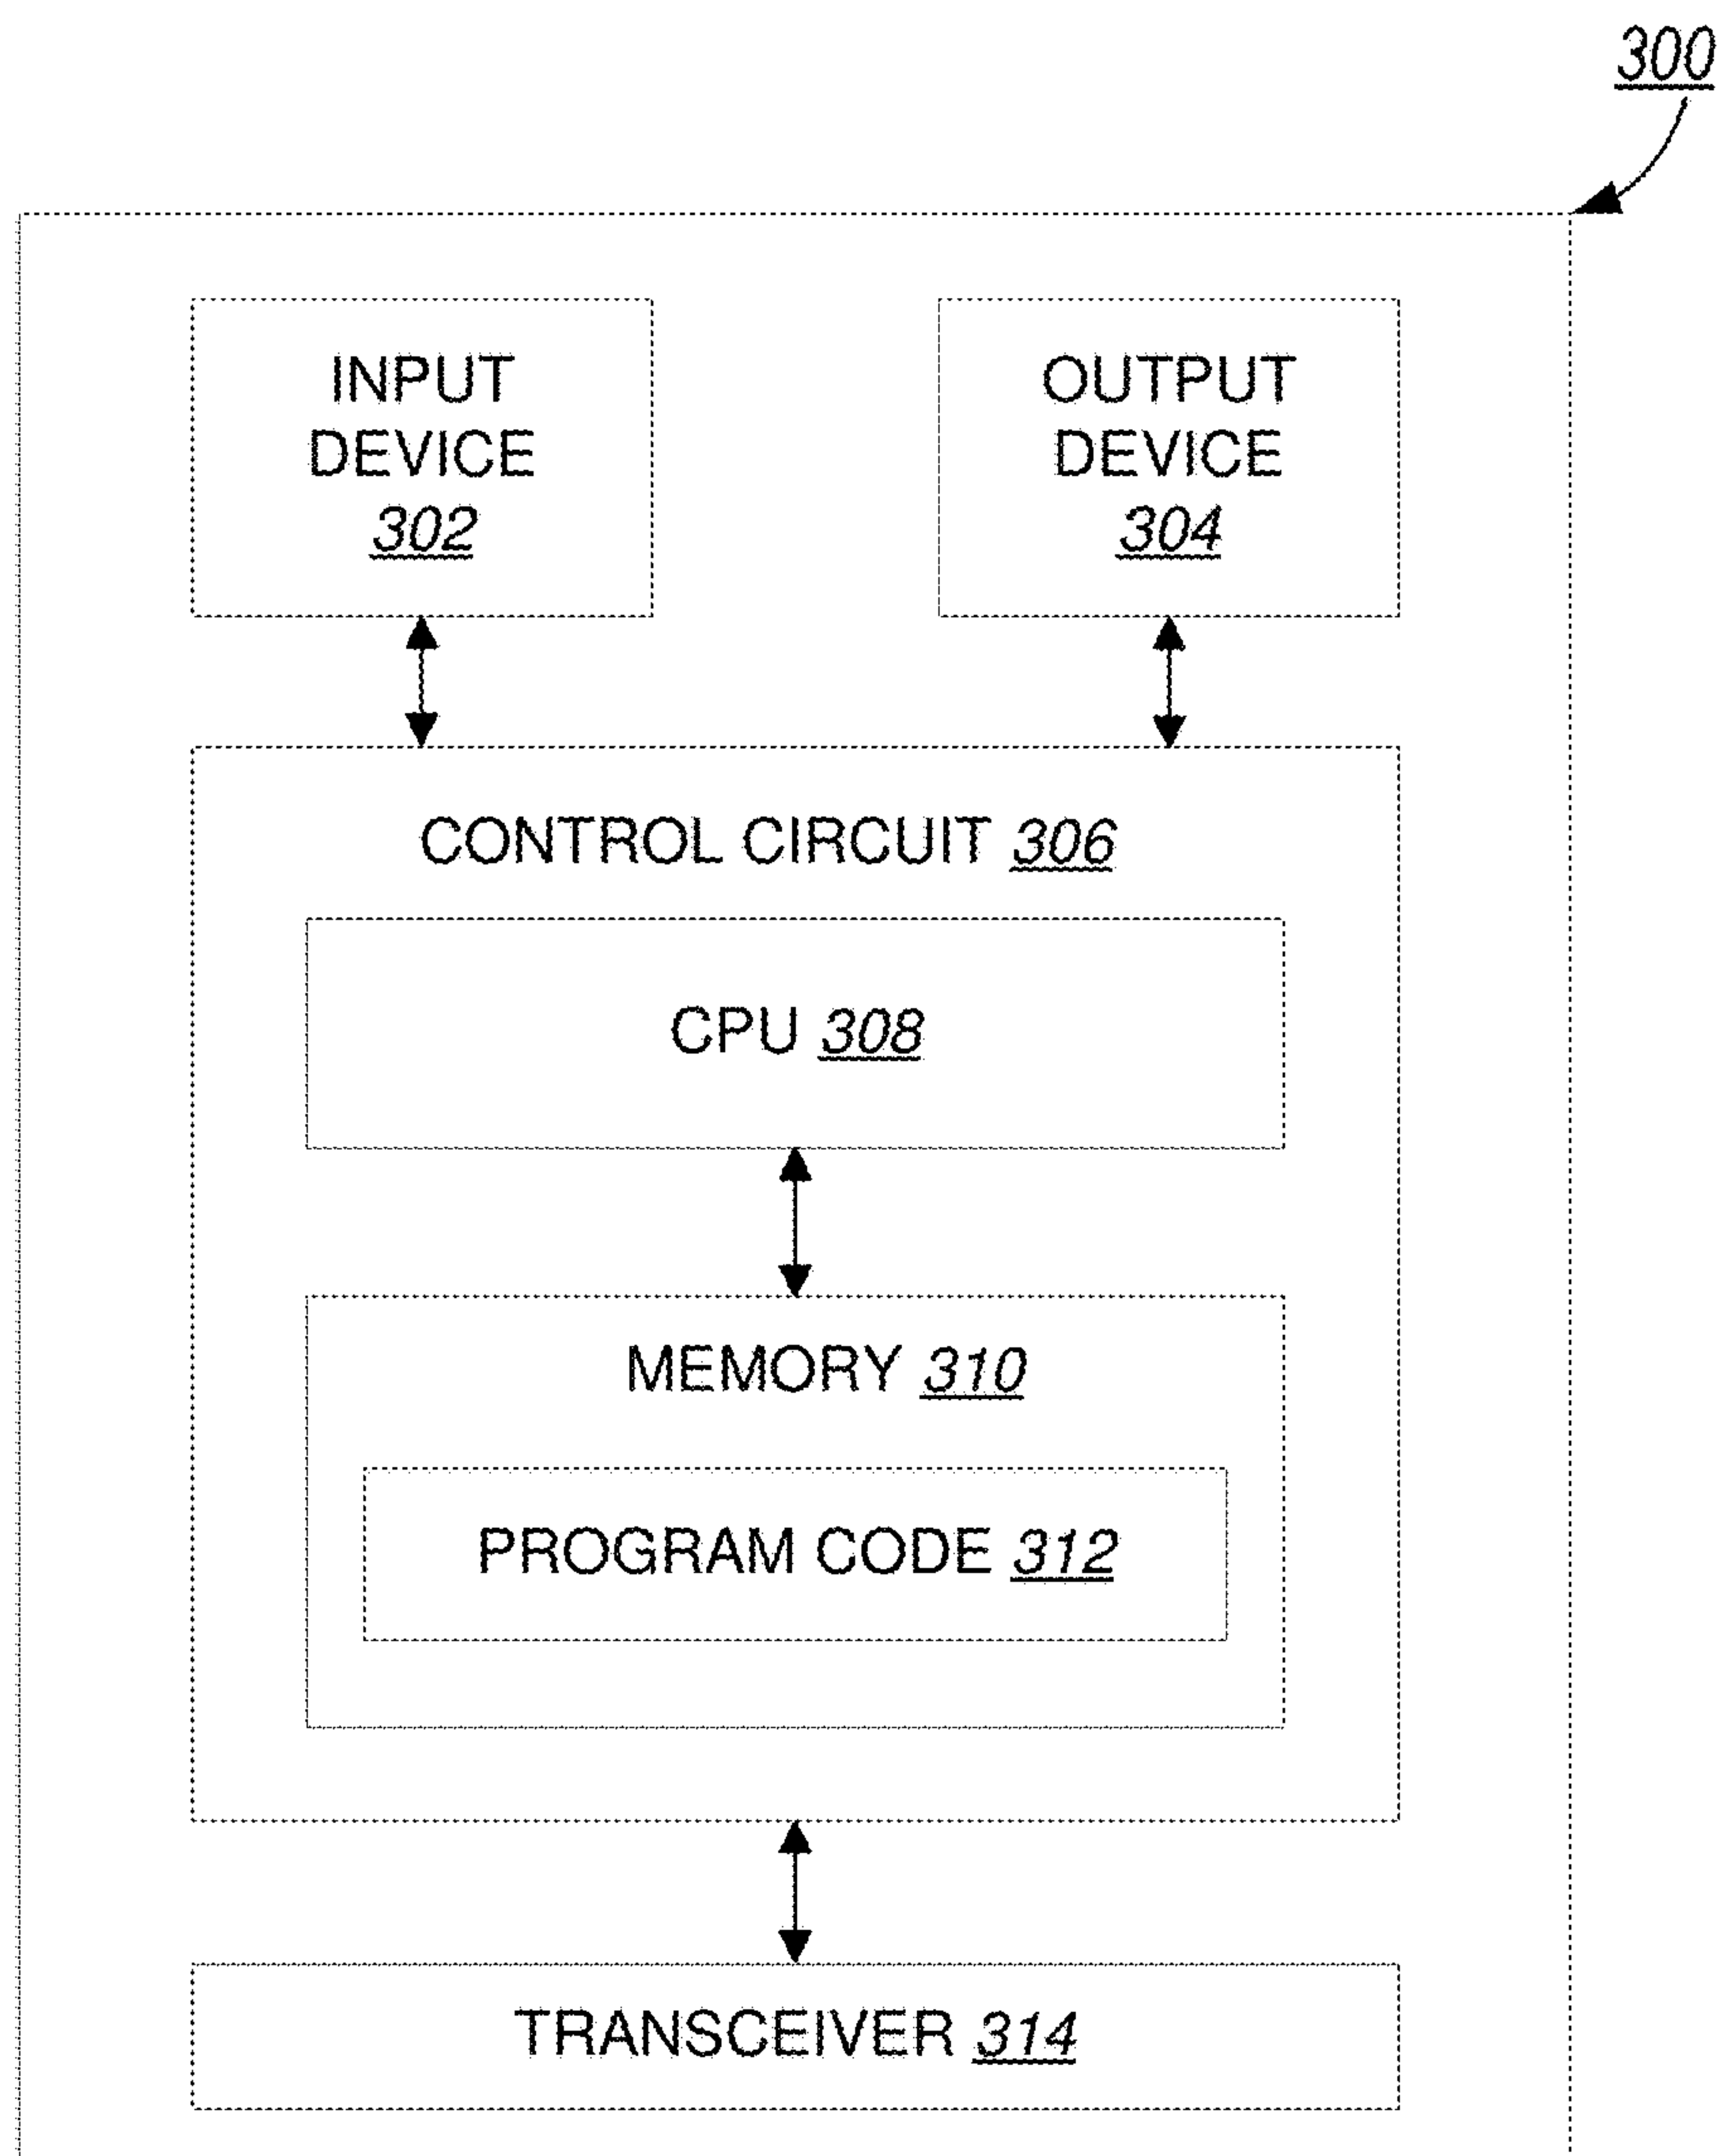 300
INPUT
DEVICE
302
OUTPUT
DEVICE
304
CONTROL CIRCUIT 306
CPU 308
MEMORY 310
PROGRAM CODE 312
TRANSCEIVER 314